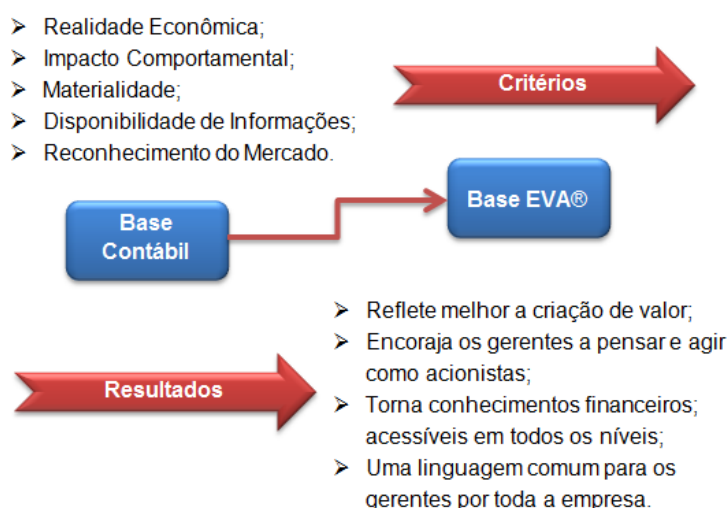 ➢ Realidade Econômica;
➢ Impacto Comportamental;
➢ Materialidade;
➢ Disponibilidade de Informações;
➢ Reconhecimento do Mercado.
Critérios
Base
Contábil
Base EVA®
Resultados
➢ Reflete melhor a criação de valor;
➢ Encoraja os gerentes a pensar e agir
como acionistas;
➢ Torna conhecimentos financeiros;
acessíveis em todos os níveis;
➢ Uma linguagem comum para os
gerentes por toda a empresa.